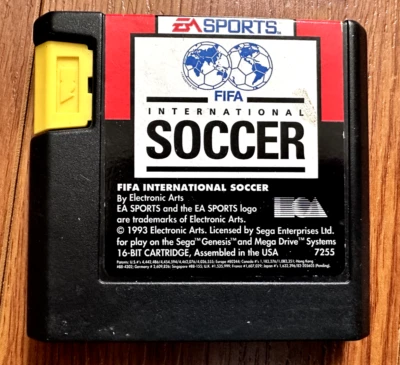 EA SPORTS™
FIFA
INTERNATIONAL
SOCCER
FIFA INTERNATIONAL SOCCER
By Electronic Arts
EA SPORTS and the EA SPORTS logo
are trademarks of Electronic Arts.
© 1993 Electronic Arts. Licensed by Sega Enterprises Ltd.
for play on the Sega™ Genesis™ and Mega Drive™ Systems
16-BIT CARTRIDGE, Assembled in the USA 7255
Patents: U.S.